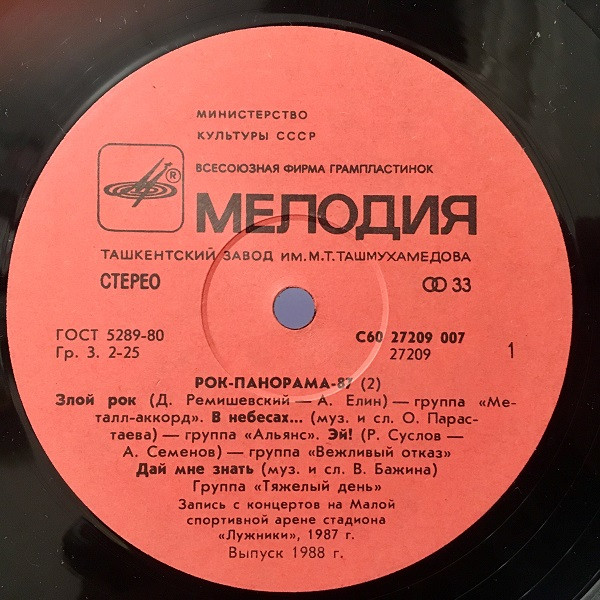 МИНИСТЕРСТВО
КУЛЬТУРЫ СССР
ВСЕСОЮЗНАЯ ФИРМА ГРАМПЛАСТИНОК
®
МЕЛОДИЯ
ТАШКЕНТСКИЙ ЗАВОД ИМ. М.Т. ТАШМУХАМЕДОВА
СТЕРЕО
33
ГОСТ 5289-80
С60 27209 007
Гр. 3. 2-25
27209
1
РОК-ПАНОРАМА-87 (2)
Злой рок (Д. Ремишевский — А. Елин) — группа «Ме-
талл-аккорд». В небесах... (муз. и сл. О. Парас-
таева) — группа «Альянс». Эй! (Р. Суслов —
А. Семенов) — группа «Вежливый отказ»
Дай мне знать (муз. и сл. В. Бажина)
Группа «Тяжелый день»
Запись с концертов на Малой
спортивной арене стадиона
«Лужники», 1987 г.
Выпуск 1988 г.